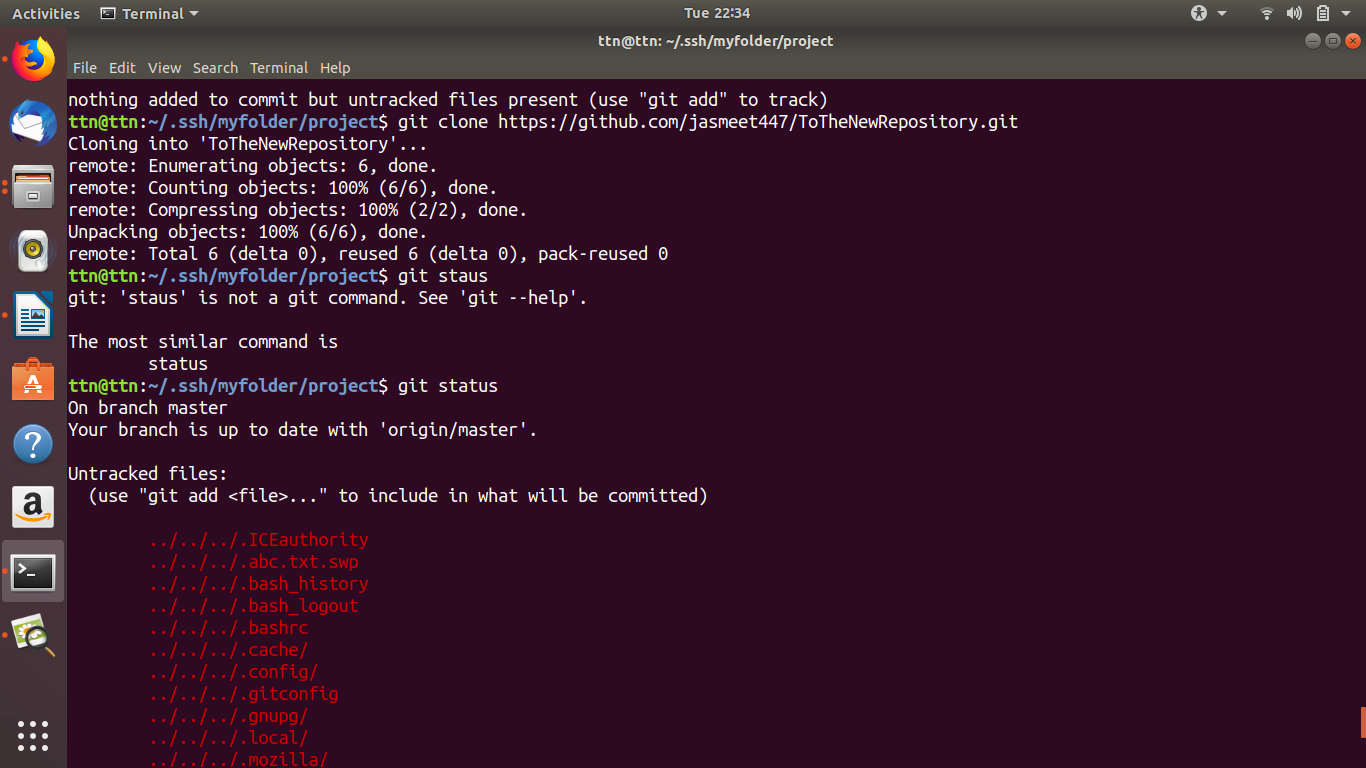 Activities
Terminal
Tue 22:34
ttn@ttn: ~/.ssh/myfolder/project
File Edit View Search Terminal Help
nothing added to commit but untracked files present (use "git add" to track)
ttn@ttn:~/.ssh/myfolder/project$ git clone https://github.com/jasmeet447/ToTheNewRepository.git
Cloning into 'ToTheNewRepository'...
remote: Enumerating objects: 6, done.
remote: Counting objects: 100% (6/6), done.
remote: Compressing objects: 100% (2/2), done.
Unpacking objects: 100% (6/6), done.
remote: Total 6 (delta 0), reused 6 (delta 0), pack-reused 0
ttn@ttn:~/.ssh/myfolder/project$ git staus
git: 'staus' is not a git command. See 'git --help'.

The most similar command is
        status
ttn@ttn:~/.ssh/myfolder/project$ git status
On branch master
Your branch is up to date with 'origin/master'.

Untracked files:
  (use "git add <file>..." to include in what will be committed)

        ../../../.ICEauthority
        ../../../.abc.txt.swp
        ../../../.bash_history
        ../../../.bash_logout
        ../../../.bashrc
        ../../../.cache/
        ../../../.config/
        ../../../.gitconfig
        ../../../.gnupg/
        ../../../.local/
        ../../../.mozilla/